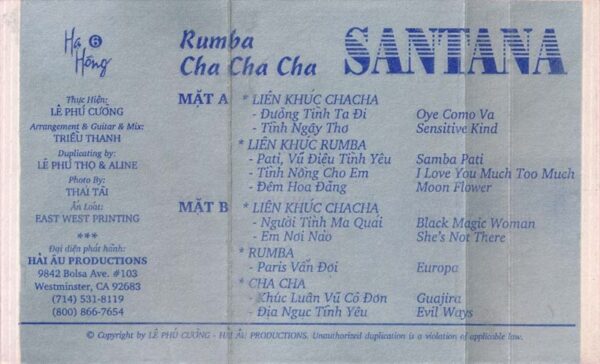 Hạ 6 Hồng
Rumba
Cha Cha Cha
SANTANA
Thực Hiện:
LÊ PHÚ CƯỜNG
Arrangement & Guitar & Mix:
TRIỀU THANH
Duplicating by:
LÊ PHÚ THỌ & ALINE
Photo By:
THÁI TÀI
Ấn Loát:
EAST WEST PRINTING
***
Đại diện phát hành:
HẢI ÂU PRODUCTIONS
9842 Bolsa Ave. #103
Westminster, CA 92683
(714) 531-8119
(800) 866-7654
MẶT A * LIÊN KHÚC CHACHA
- Đường Tình Ta Đi Oye Como Va
- Tình Ngây Thơ Sensitive Kind
* LIÊN KHÚC RUMBA
- Pati, Vũ Điệu Tình Yêu Samba Pati
- Tình Nồng Cho Em I Love You Much Too Much
- Đêm Hoa Đăng Moon Flower
MẶT B * LIÊN KHÚC CHACHA
- Người Tình Ma Quái Black Magic Woman
- Em Nơi Nào She's Not There
* RUMBA
- Paris Vẫn Đợi Europa
* CHA CHA
- Khúc Luân Vũ Cô Đơn Guajira
- Địa Ngục Tình Yêu Evil Ways
© Copyright by LÊ PHÚ CƯỜNG - HẢI ÂU PRODUCTIONS. Unauthorized duplication is a violation of applicable law.